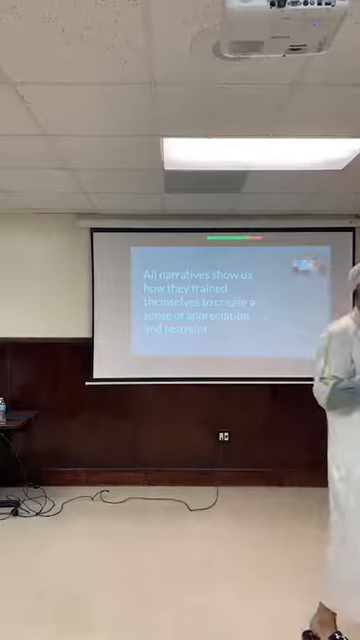 All narratives show us
how they trained
themselves to create a
sense of appreciation
and restraint